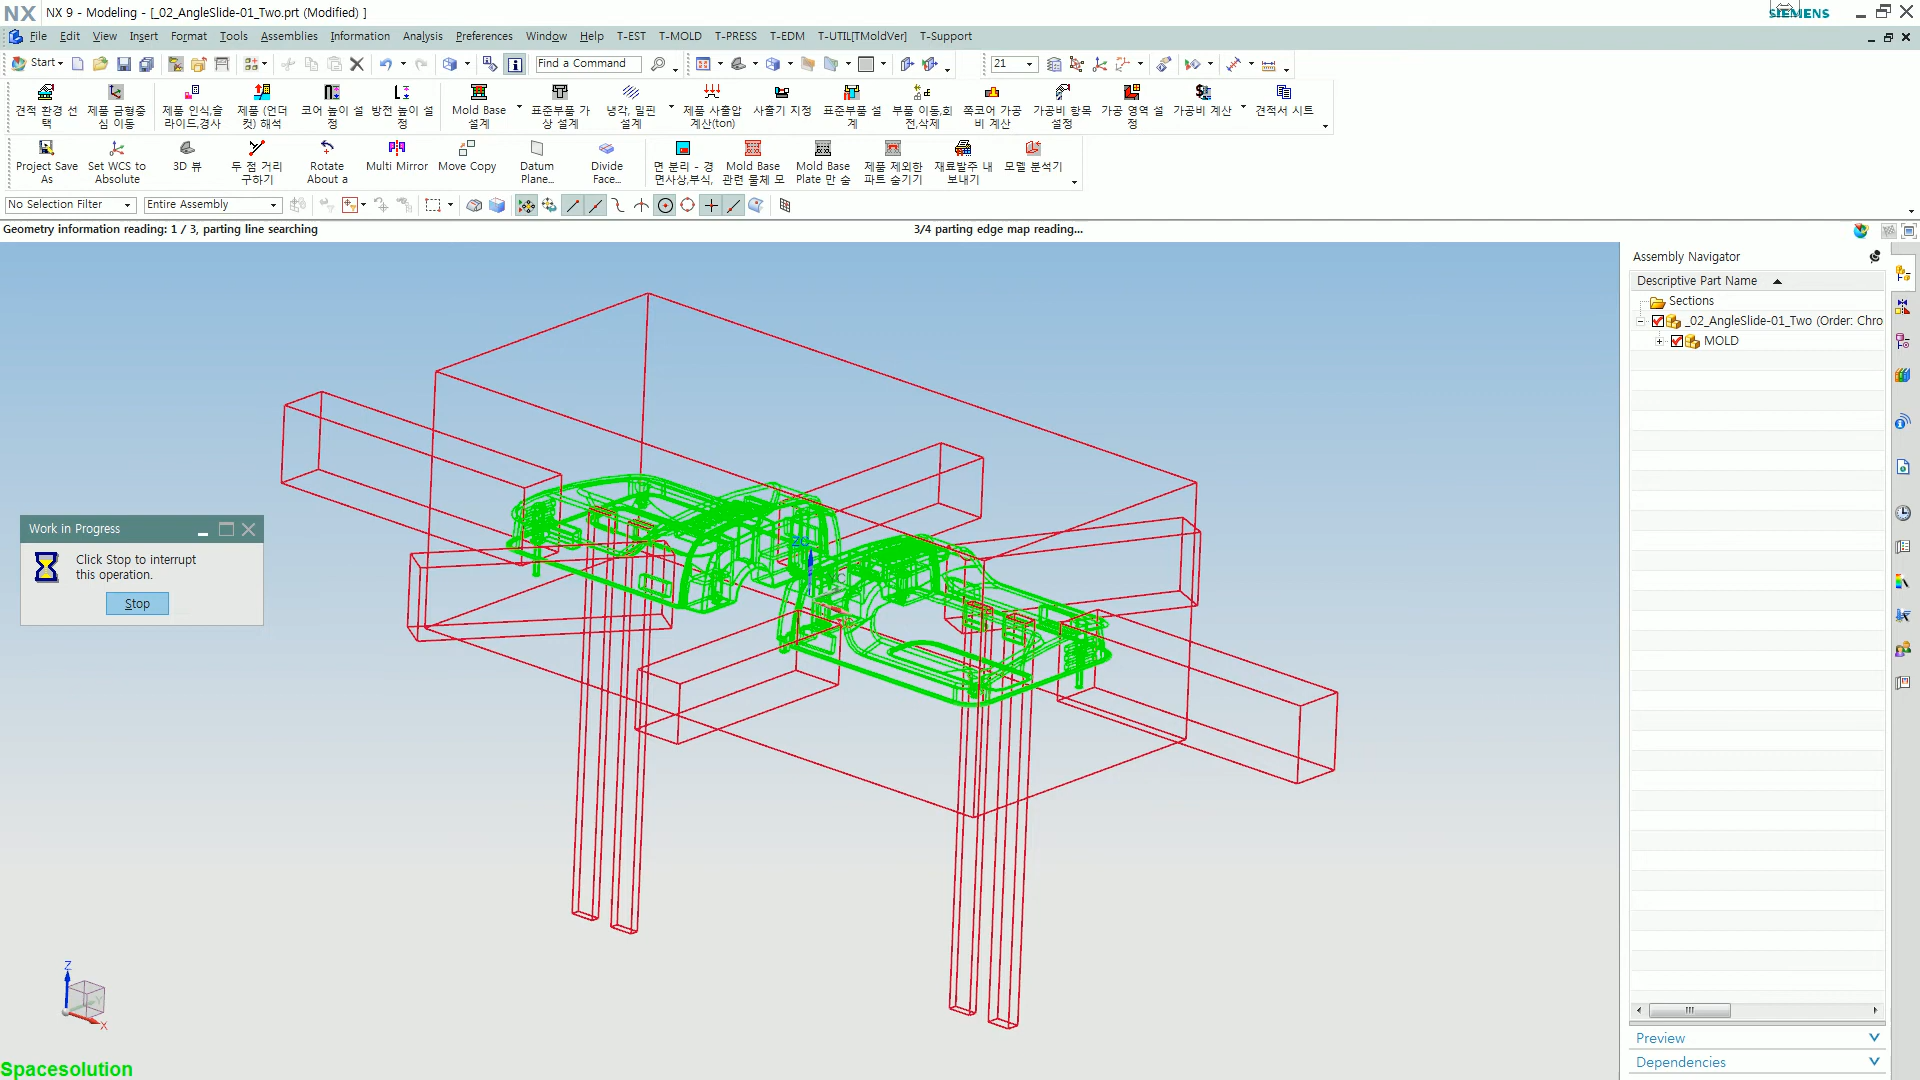 NX NX 9 - Modeling - [_02_AngleSlide-01_Two.prt (Modified) ]
SIEMENS
File Edit View Insert Format Tools Assemblies Information Analysis Preferences Window Help T-EST T-MOLD T-PRESS T-EDM T-UTIL[TMoldVer] T-Support
Start Find a Command 21
견적 환경 선택
제품 금형중심 이동
제품 인식,슬라이드,경사
제품 (언더컷) 해석
코어 높이 설정
방전 높이 설정
Mold Base 설계
표준부품 가상 설계
냉각, 밀핀 설계
제품 사출압 계산(ton)
사출기 지정
표준부품 설계
부품 이동,회전,삭제
쪽코어 가공비 계산
가공비 항목 설정
가공 영역 설정
가공비 계산
견적서 시트
Project Save As
Set WCS to Absolute
3D 뷰
두 점 거리 구하기
Rotate About a
Multi Mirror
Move Copy
Datum Plane...
Divide Face...
면 분리 - 경면사상,부식,
Mold Base 관련 물체 모
Mold Base Plate 만 숨
제품 제외한 파트 숨기기
재료발주 내보내기
모델 분석기
No Selection Filter Entire Assembly
Geometry information reading: 1 / 3, parting line searching 3/4 parting edge map reading...
Assembly Navigator
Descriptive Part Name
Sections
_02_AngleSlide-01_Two (Order: Chro
MOLD
Work in Progress
Click Stop to interrupt
this operation.
Stop
Z
Y
X
Preview
Dependencies
Spacesolution